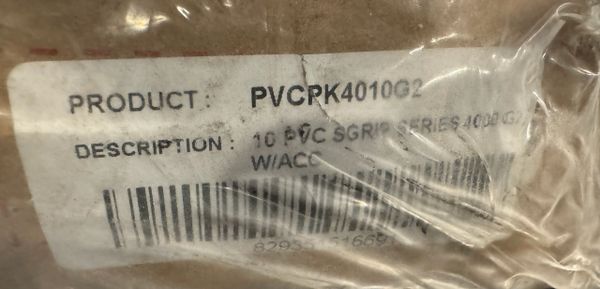 PRODUCT : PVCPK4010G2
DESCRIPTION : 10 PVC SGRIP SERIES 4000 G2
W/ACC